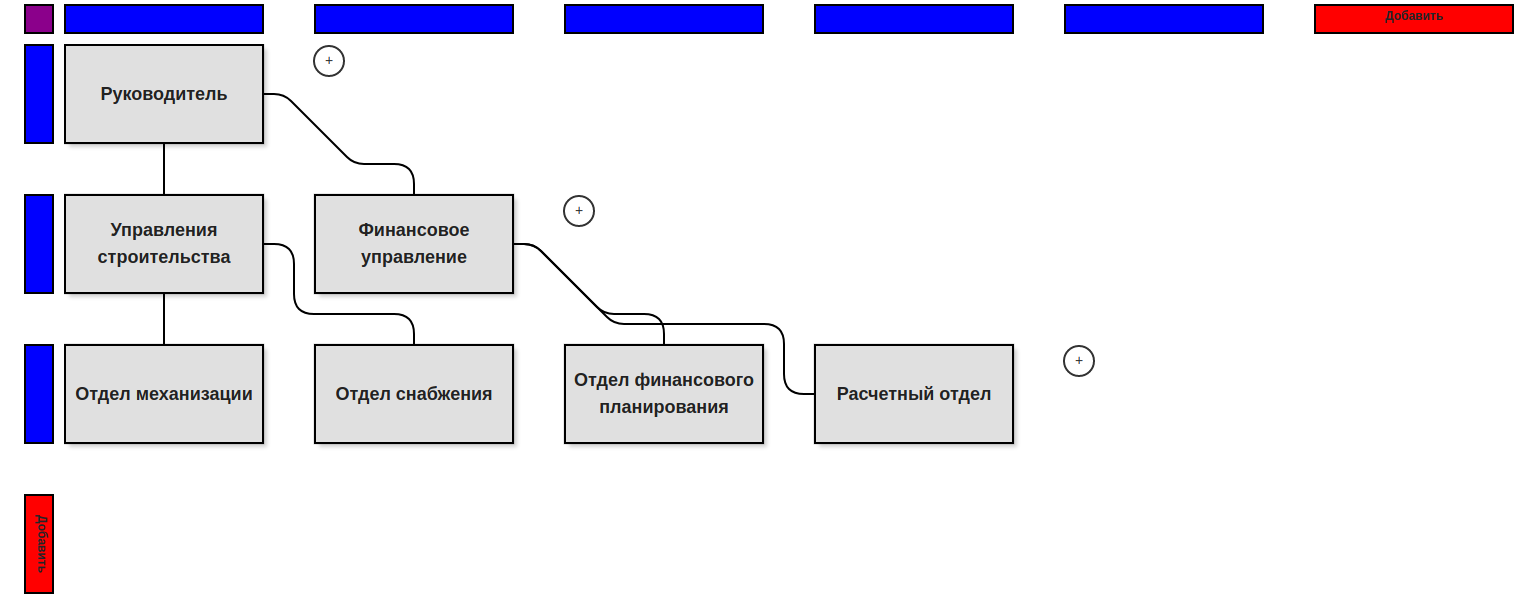 Добавить
+
Руководитель
+
Управления
строительства
Финансовое
управление
+
Отдел механизации
Отдел снабжения
Отдел финансового
планирования
Расчетный отдел
Добавить